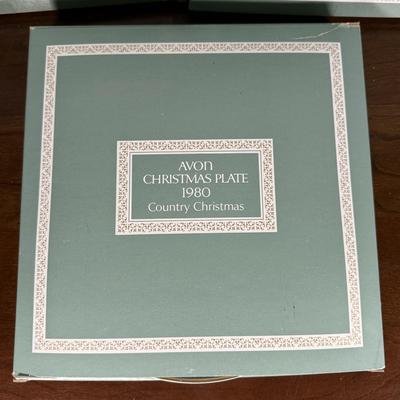 AVON
CHRISTMAS PLATE
1980
Country Christmas